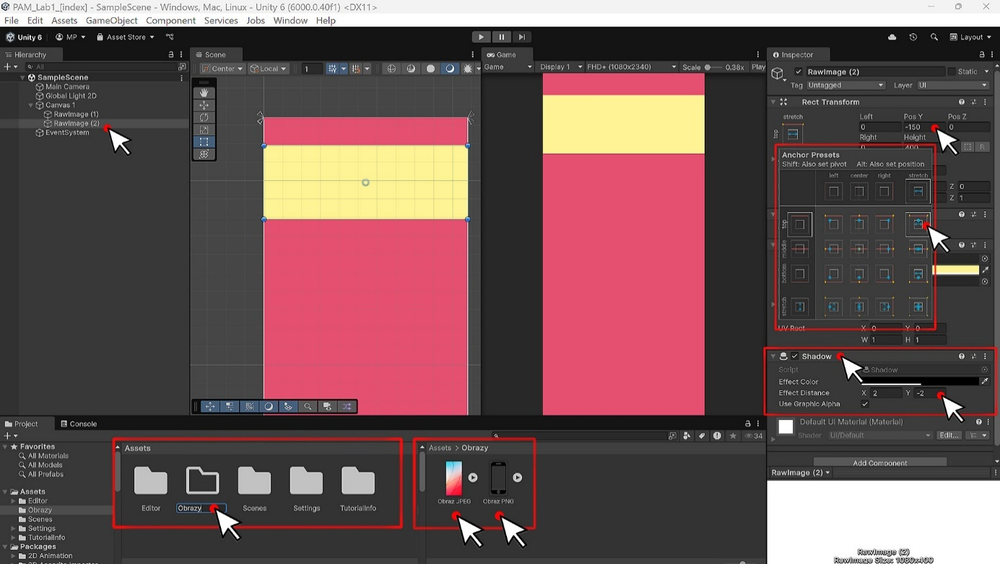 PAM_Lab1_[index] - SampleScene - Windows, Mac, Linux - Unity 6 (6000.0.40f1) <DX11>
File Edit Assets GameObject Component Services Jobs Window Help
Unity 6 MP Asset Store Layout
Hierarchy
All
SampleScene
Main Camera
Global Light 2D
Canvas 1
RawImage (1)
RawImage (2)
EventSystem
Scene
Center Local 1
Game
Game Display 1 FHD+ (1080x2340) Scale 0.38x Play
Inspector
RawImage (2) Static
Tag Untagged Layer UI
Rect Transform
stretch Left Pos Y Pos Z
top 0 -150 0
Right Height
0 400 R
Anchor Presets
Shift: Also set pivot Alt: Also set position
left center right stretch
top
middle
bottom
stretch
Z 0
Z 1
UV Rect X 0 Y 0
W 1 H 1
Shadow
Script Shadow
Effect Color
Effect Distance X 2 Y -2
Use Graphic Alpha
Default UI Material (Material)
Shader UI/Default Edit...
Add Component
RawImage (2)
RawImage (2)
RawImage Size: 1080x400
Project Console
34
Favorites
All Materials
All Models
All Prefabs
Assets
Editor
Obrazy
Scenes
Settings
TutorialInfo
Packages
2D Animation
Assets
Editor Obrazy Scenes Settings TutorialInfo
Assets > Obrazy
Obraz JPEG Obraz PNG